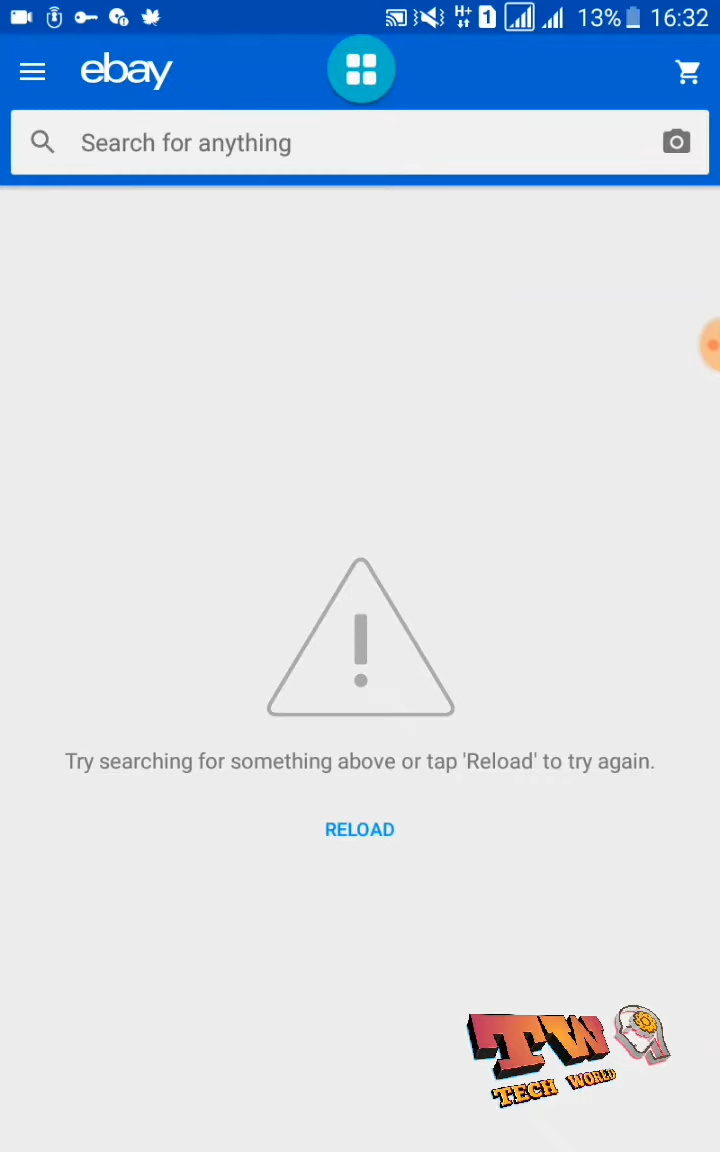 1 13% 16:32
ebay
Search for anything
Try searching for something above or tap 'Reload' to try again.
RELOAD
TW
TECH WORLD